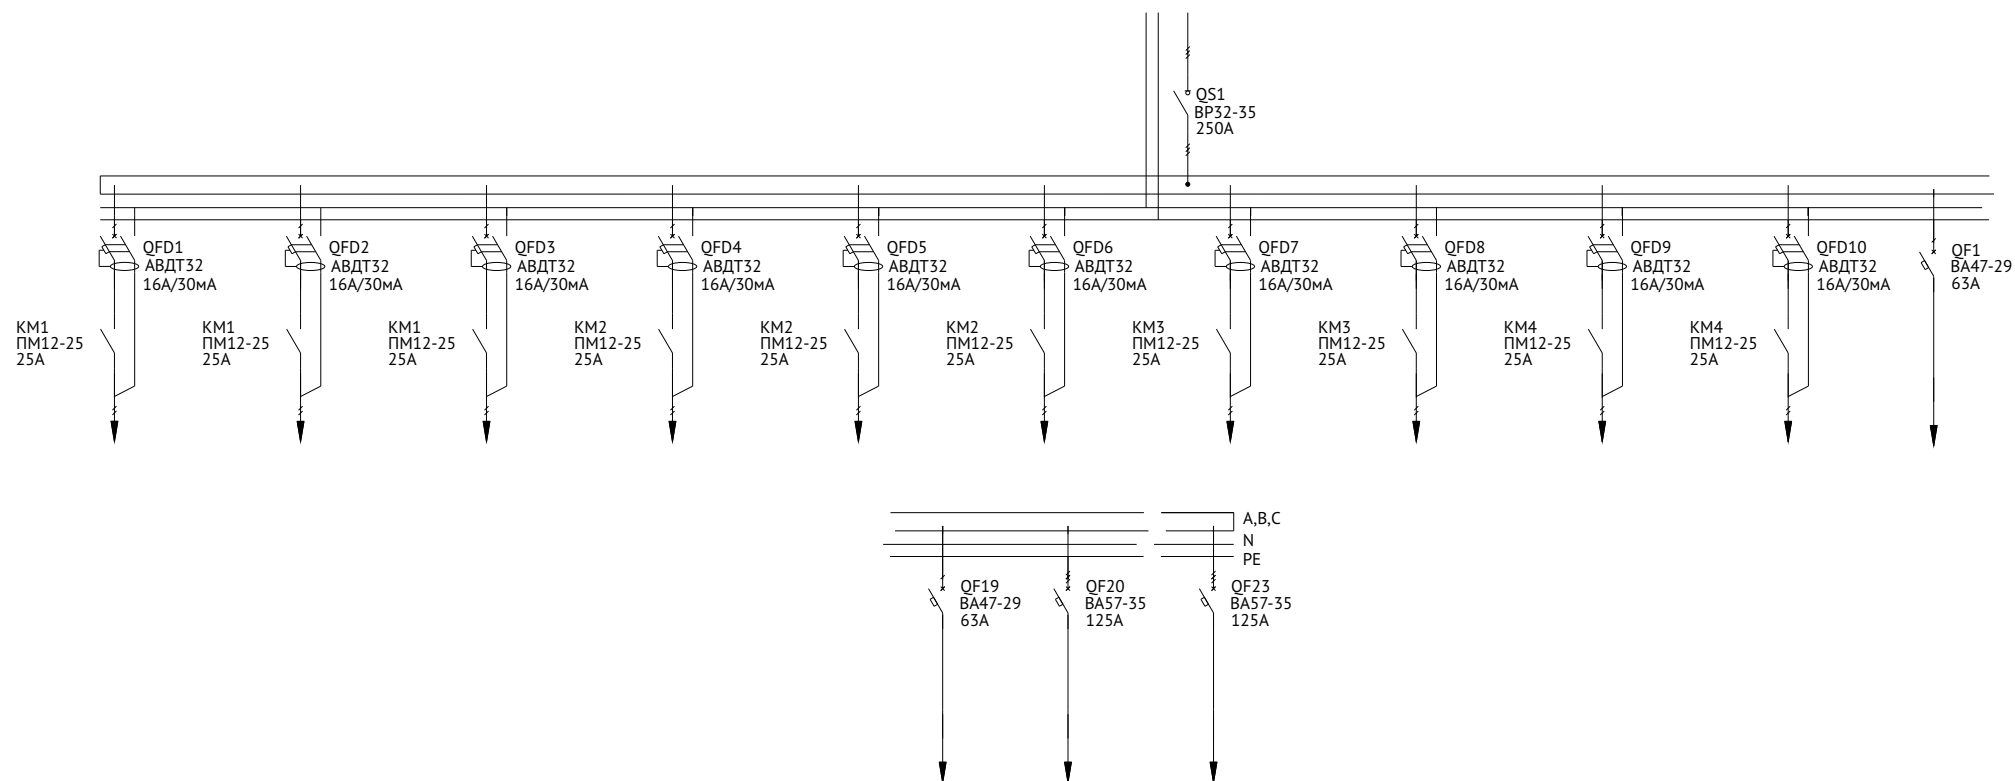 QS1
ВР32-35
250А
QFD1
АВДТ32
16А/30мА
QFD2
АВДТ32
16А/30мА
QFD3
АВДТ32
16А/30мА
QFD4
АВДТ32
16А/30мА
QFD5
АВДТ32
16А/30мА
QFD6
АВДТ32
16А/30мА
QFD7
АВДТ32
16А/30мА
QFD8
АВДТ32
16А/30мА
QFD9
АВДТ32
16А/30мА
QFD10
АВДТ32
16А/30мА
QF1
ВА47-29
63А
КМ1
ПМ12-25
25А
КМ1
ПМ12-25
25А
КМ1
ПМ12-25
25А
КМ2
ПМ12-25
25А
КМ2
ПМ12-25
25А
КМ2
ПМ12-25
25А
КМ3
ПМ12-25
25А
КМ3
ПМ12-25
25А
КМ4
ПМ12-25
25А
КМ4
ПМ12-25
25А
A,B,C
N
PE
QF19
ВА47-29
63А
QF20
ВА57-35
125А
QF23
ВА57-35
125А